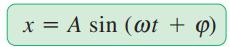 x = A sin (ωt + φ)